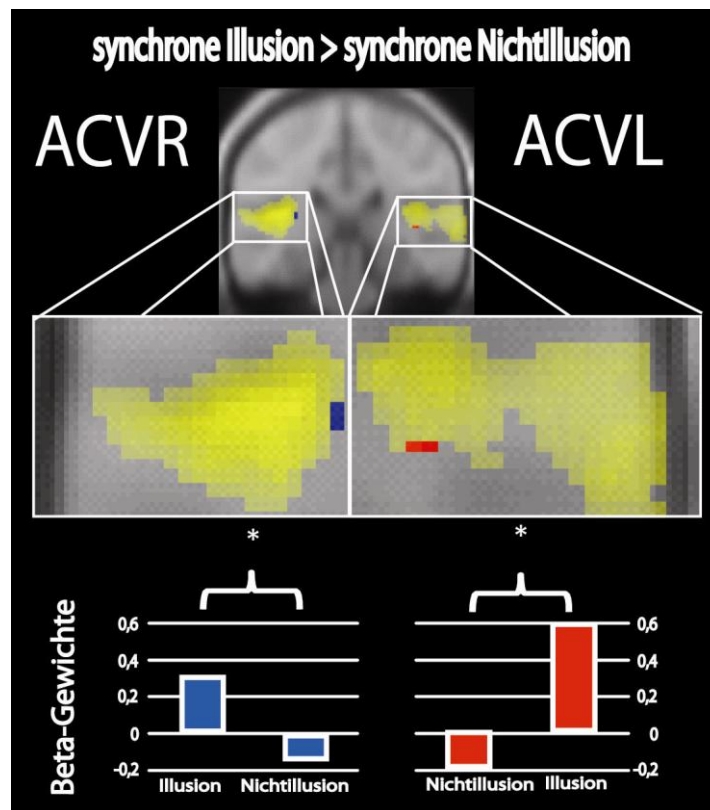 synchrone Illusion > synchrone NichtIllusion
ACVR
ACVL
*
*
Beta-Gewichte
0,6
0,4
0,2
0
-0,2
0,6
0,4
0,2
0
-0,2
Illusion
Nichtillusion
Nichtillusion
Illusion